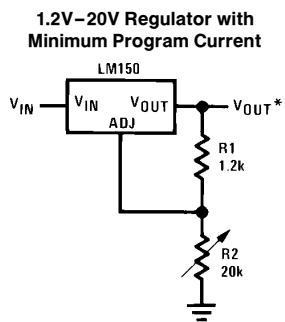 1.2V–20V Regulator with
Minimum Program Current
LM150
VIN
VIN
VOUT
VOUT*
ADJ
R1
1.2k
R2
20k